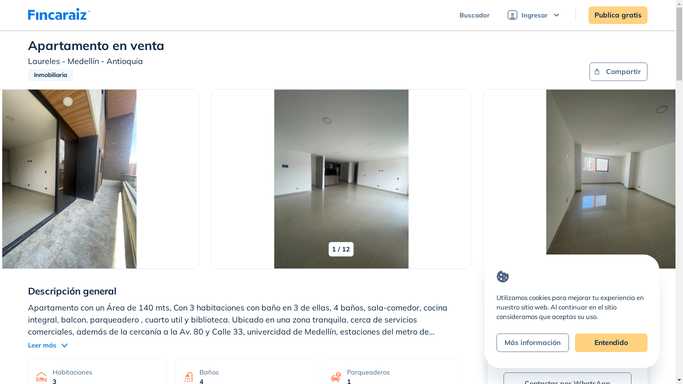 Fincaraiz
Buscador
Ingresar
Publica gratis
Apartamento en venta
Laureles - Medellín - Antioquia
Inmobiliaria
Compartir
1 / 12
Descripción general
Apartamento con un Área de 140 mts, Con 3 habitaciones con baño en 3 de ellas, 4 baños, sala-comedor, cocina
integral, balcon, parqueadero , cuarto util y biblioteca. Ubicado en una zona tranquila, cerca de servicios
comerciales, además de la cercanía a la Av. 80 y Calle 33, univercidad de Medellín, estaciones del metro de...
Leer más
Habitaciones
3
Baños
4
Parqueaderos
1
Utilizamos cookies para mejorar tu experiencia en
nuestro sitio web. Al continuar en el sitio
consideramos que aceptas su uso.
Más información
Entendido
Contactar por WhatsApp